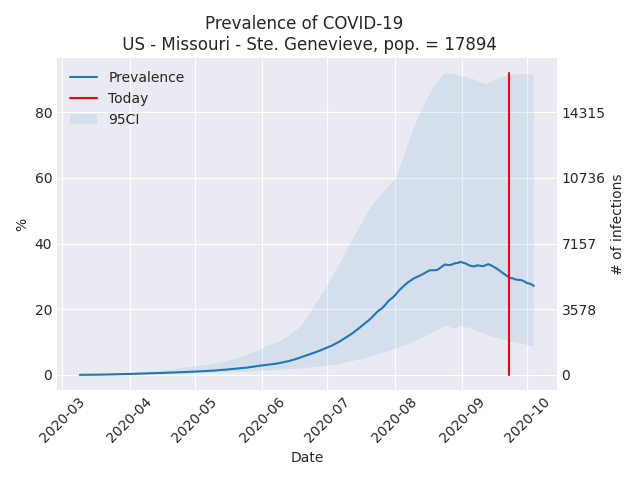 Prevalence of COVID-19
US - Missouri - Ste. Genevieve, pop. = 17894
Prevalence
Today
95CI
80
60
40
20
0
%
14315
10736
7157
3578
0
# of infections
2020-03
2020-04
2020-05
2020-06
2020-07
2020-08
2020-09
2020-10
Date